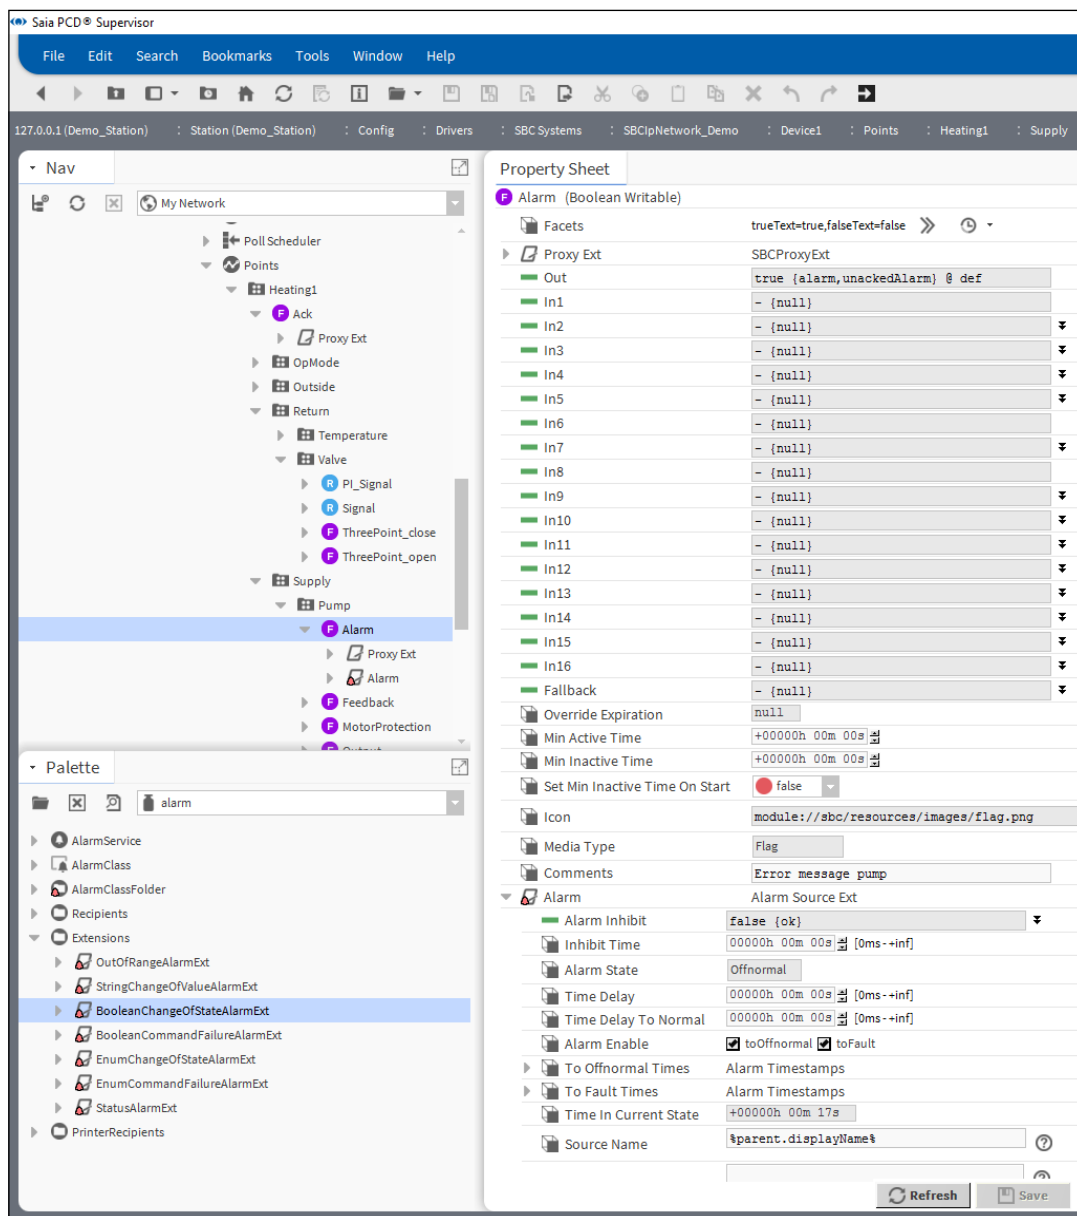 Saia PCD® Supervisor
File Edit Search Bookmarks Tools Window Help
127.0.0.1 (Demo_Station) : Station (Demo_Station) : Config : Drivers : SBC Systems : SBCIpNetwork_Demo : Device1 : Points : Heating1 : Supply
Nav
My Network
Poll Scheduler
Points
Heating1
Ack
Proxy Ext
OpMode
Outside
Return
Temperature
Valve
PI_Signal
Signal
ThreePoint_close
ThreePoint_open
Supply
Pump
Alarm
Proxy Ext
Alarm
Feedback
MotorProtection
Output
Palette
alarm
AlarmService
AlarmClass
AlarmClassFolder
Recipients
Extensions
OutOfRangeAlarmExt
StringChangeOfValueAlarmExt
BooleanChangeOfStateAlarmExt
BooleanCommandFailureAlarmExt
EnumChangeOfStateAlarmExt
EnumCommandFailureAlarmExt
StatusAlarmExt
PrinterRecipients
Property Sheet
Alarm (Boolean Writable)
Facets trueText=true,falseText=false
Proxy Ext SBCProxyExt
Out true {alarm,unackedAlarm} @ def
In1 - {null}
In2 - {null}
In3 - {null}
In4 - {null}
In5 - {null}
In6 - {null}
In7 - {null}
In8 - {null}
In9 - {null}
In10 - {null}
In11 - {null}
In12 - {null}
In13 - {null}
In14 - {null}
In15 - {null}
In16 - {null}
Fallback - {null}
Override Expiration null
Min Active Time +00000h 00m 00s
Min Inactive Time +00000h 00m 00s
Set Min Inactive Time On Start false
Icon module://sbc/resources/images/flag.png
Media Type Flag
Comments Error message pump
Alarm Alarm Source Ext
Alarm Inhibit false {ok}
Inhibit Time 00000h 00m 00s [0ms-+inf]
Alarm State Offnormal
Time Delay 00000h 00m 00s [0ms-+inf]
Time Delay To Normal 00000h 00m 00s [0ms-+inf]
Alarm Enable toOffnormal toFault
To Offnormal Times Alarm Timestamps
To Fault Times Alarm Timestamps
Time In Current State +00000h 00m 17s
Source Name %parent.displayName%
Refresh Save